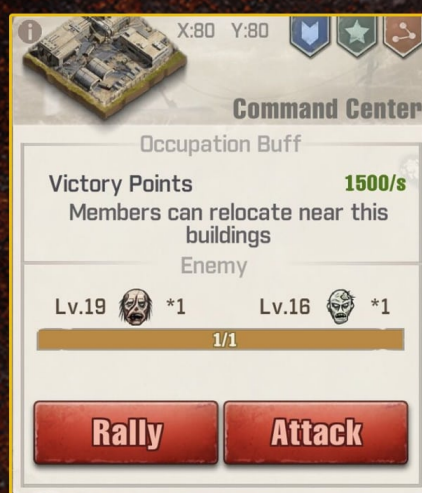 X:80 Y:80
Command Center
Occupation Buff
Victory Points 1500/s
Members can relocate near this
buildings
Enemy
Lv.19 *1 Lv.16 *1
1/1
Rally Attack